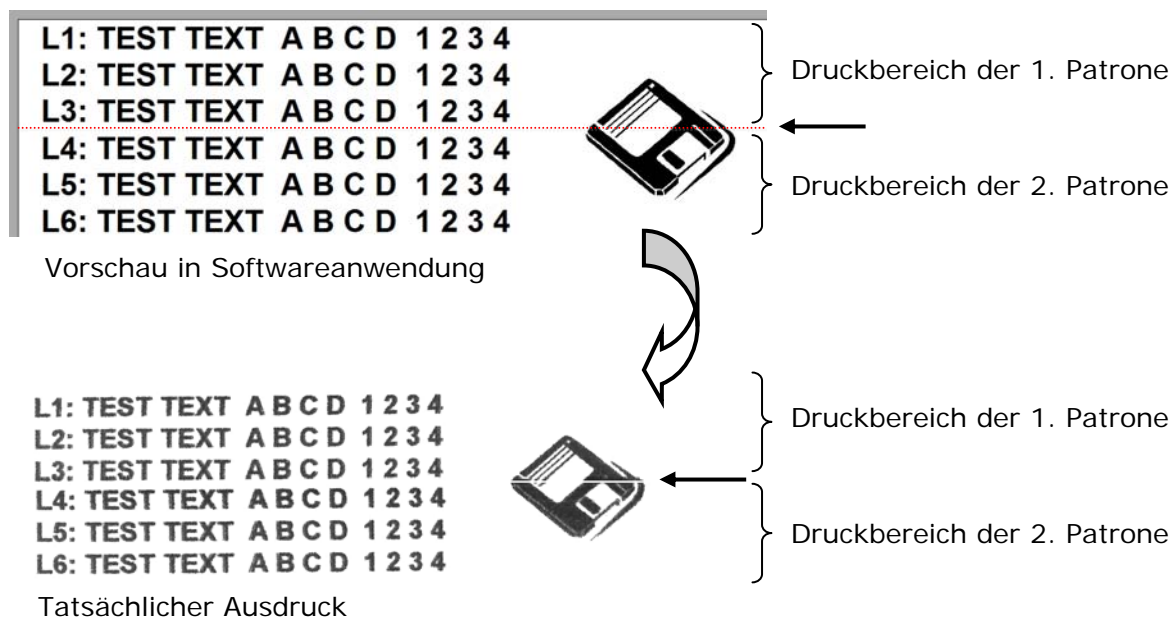 L1: TEST TEXT A B C D 1 2 3 4
L2: TEST TEXT A B C D 1 2 3 4
L3: TEST TEXT A B C D 1 2 3 4
L4: TEST TEXT A B C D 1 2 3 4
L5: TEST TEXT A B C D 1 2 3 4
L6: TEST TEXT A B C D 1 2 3 4
Druckbereich der 1. Patrone
Druckbereich der 2. Patrone
Vorschau in Softwareanwendung
L1: TEST TEXT A B C D 1 2 3 4
L2: TEST TEXT A B C D 1 2 3 4
L3: TEST TEXT A B C D 1 2 3 4
L4: TEST TEXT A B C D 1 2 3 4
L5: TEST TEXT A B C D 1 2 3 4
L6: TEST TEXT A B C D 1 2 3 4
Druckbereich der 1. Patrone
Druckbereich der 2. Patrone
Tatsächlicher Ausdruck